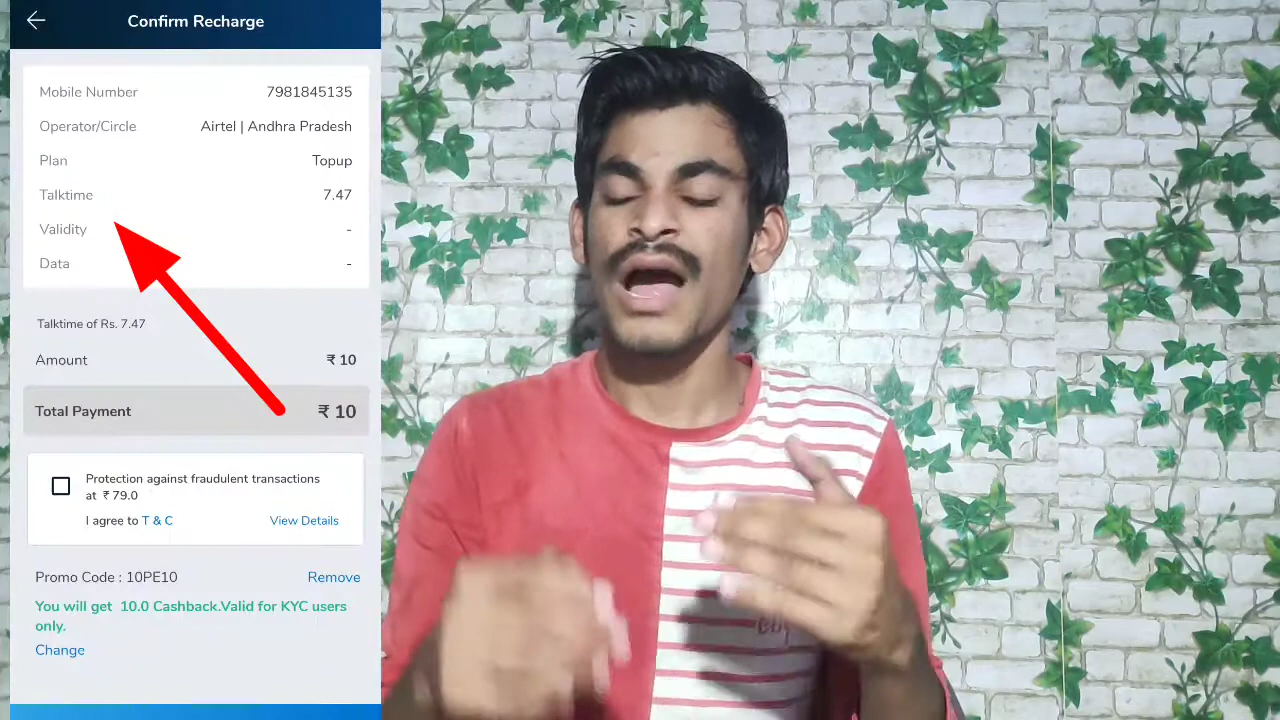 Confirm Recharge
Mobile Number 7981845135
Operator/Circle Airtel | Andhra Pradesh
Plan Topup
Talktime 7.47
Validity -
Data -
Talktime of Rs. 7.47
Amount ₹ 10
Total Payment ₹ 10
Protection against fraudulent transactions
at ₹ 79.0
I agree to T & C View Details
Promo Code : 10PE10 Remove
You will get 10.0 Cashback.Valid for KYC users
only.
Change